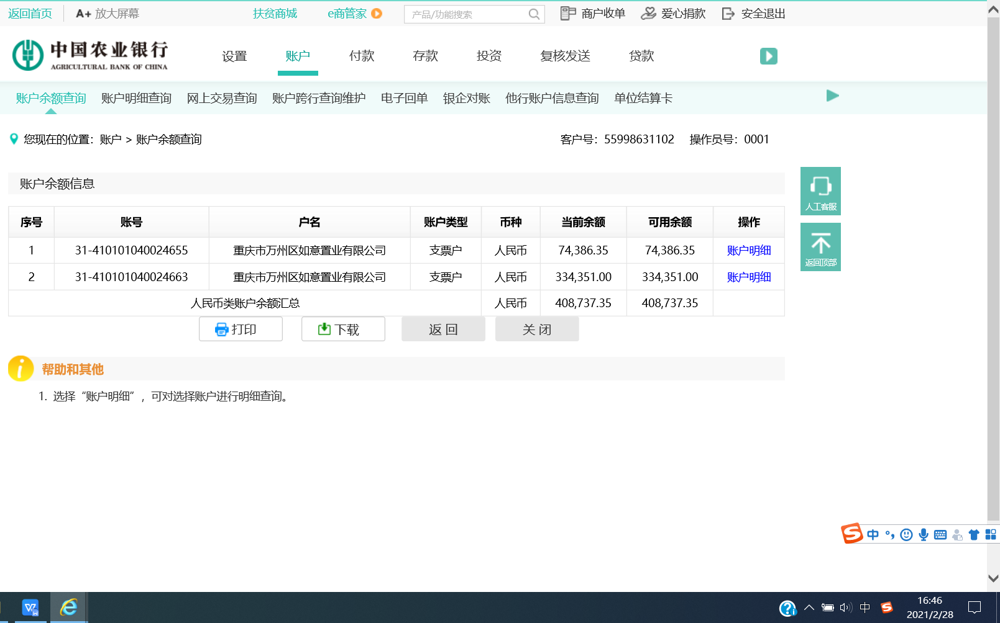 返回首页 A+ 放大屏幕 扶贫商城 e商管家 产品/功能搜索 商户收单 爱心捐款 安全退出
中国农业银行
AGRICULTURAL BANK OF CHINA
设置 账户 付款 存款 投资 复核发送 贷款
账户余额查询 账户明细查询 网上交易查询 账户跨行查询维护 电子回单 银企对账 他行账户信息查询 单位结算卡
您现在的位置：账户 > 账户余额查询 客户号：55998631102 操作员号：0001
账户余额信息
人工客服
返回顶部
序号 账号 户名 账户类型 币种 当前余额 可用余额 操作
1 31-410101040024655 重庆市万州区如意置业有限公司 支票户 人民币 74,386.35 74,386.35 账户明细
2 31-410101040024663 重庆市万州区如意置业有限公司 支票户 人民币 334,351.00 334,351.00 账户明细
人民币类账户余额汇总 人民币 408,737.35 408,737.35
打印 下载 返 回 关 闭
帮助和其他
1. 选择“账户明细”，可对选择账户进行明细查询。
中
中
16:46
2021/2/28